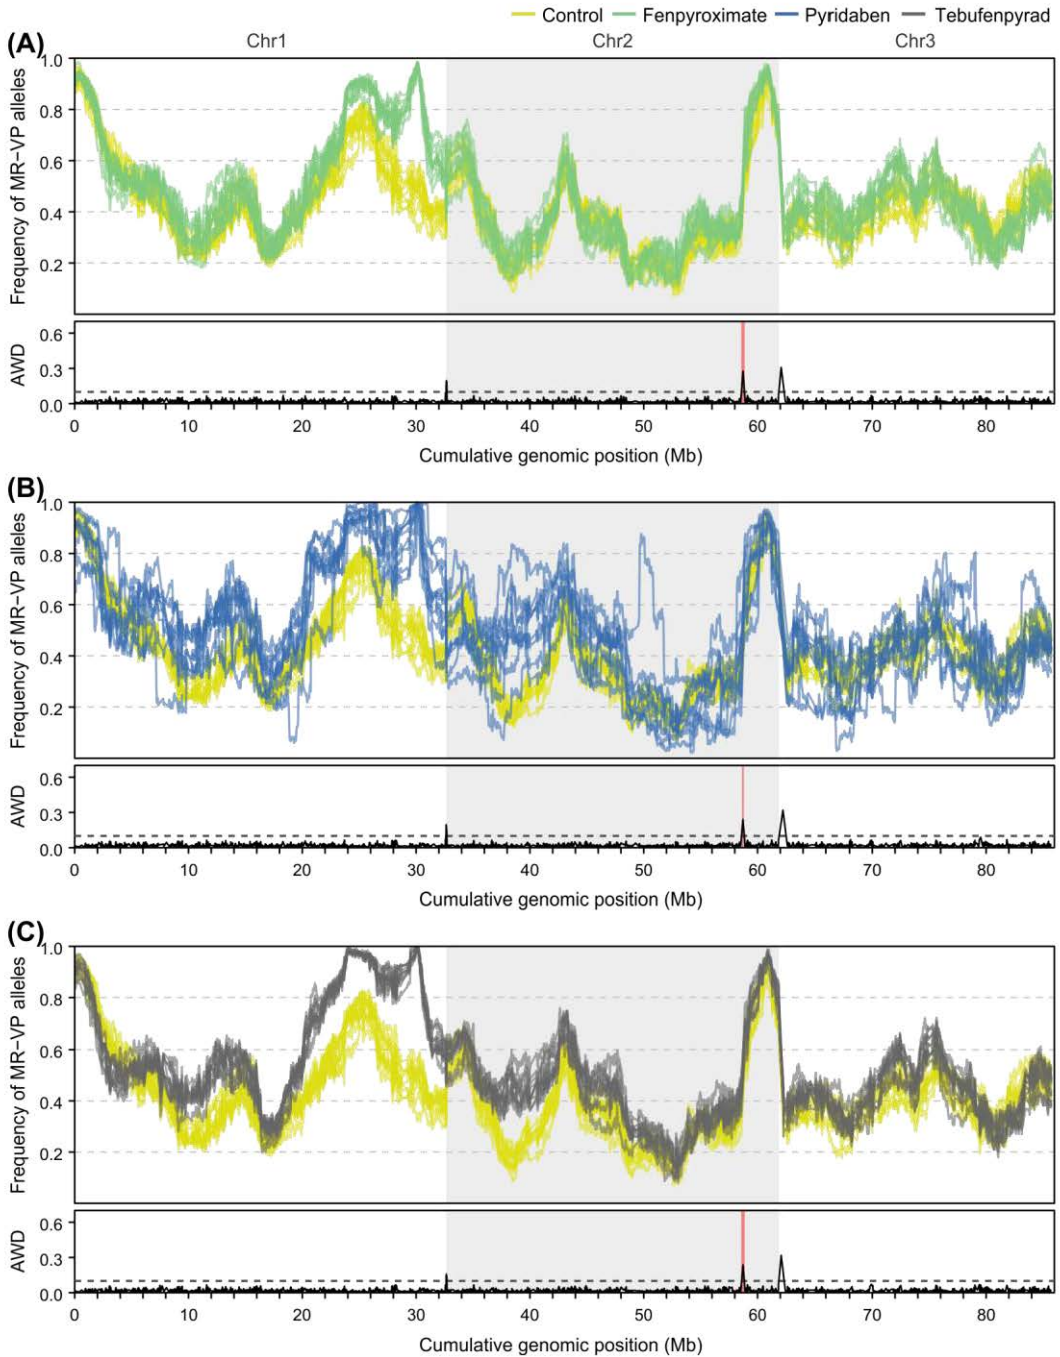 Control Fenpyroximate Pyridaben Tebufenpyrad
(A) Chr1 Chr2 Chr3
Frequency of MR−VP alleles
1.0
0.8
0.6
0.4
0.2
AWD
0.6
0.3
0.0
0 10 20 30 40 50 60 70 80
Cumulative genomic position (Mb)
(B)
Frequency of MR−VP alleles
1.0
0.8
0.6
0.4
0.2
AWD
0.6
0.3
0.0
0 10 20 30 40 50 60 70 80
Cumulative genomic position (Mb)
(C)
Frequency of MR−VP alleles
1.0
0.8
0.6
0.4
0.2
AWD
0.6
0.3
0.0
0 10 20 30 40 50 60 70 80
Cumulative genomic position (Mb)